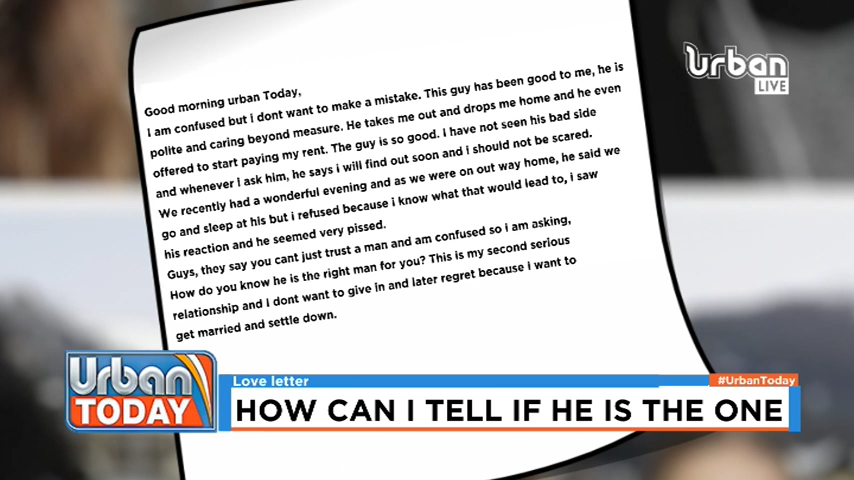 Urban
LIVE
Good morning urban Today,
I am confused but i dont want to make a mistake. This guy has been good to me, he is
polite and caring beyond measure. He takes me out and drops me home and he even
offered to start paying my rent. The guy is so good. I have not seen his bad side
and whenever i ask him, he says i will find out soon and i should not be scared.
We recently had a wonderful evening and as we were on out way home, he said we
go and sleep at his but i refused because i know what that would lead to, i saw
his reaction and he seemed very pissed.
Guys, they say you cant just trust a man and am confused so i am asking,
How do you know he is the right man for you? This is my second serious
relationship and I dont want to give in and later regret because i want to
get married and settle down.
Urban
TODAY
Love letter
#UrbanToday
HOW CAN I TELL IF HE IS THE ONE